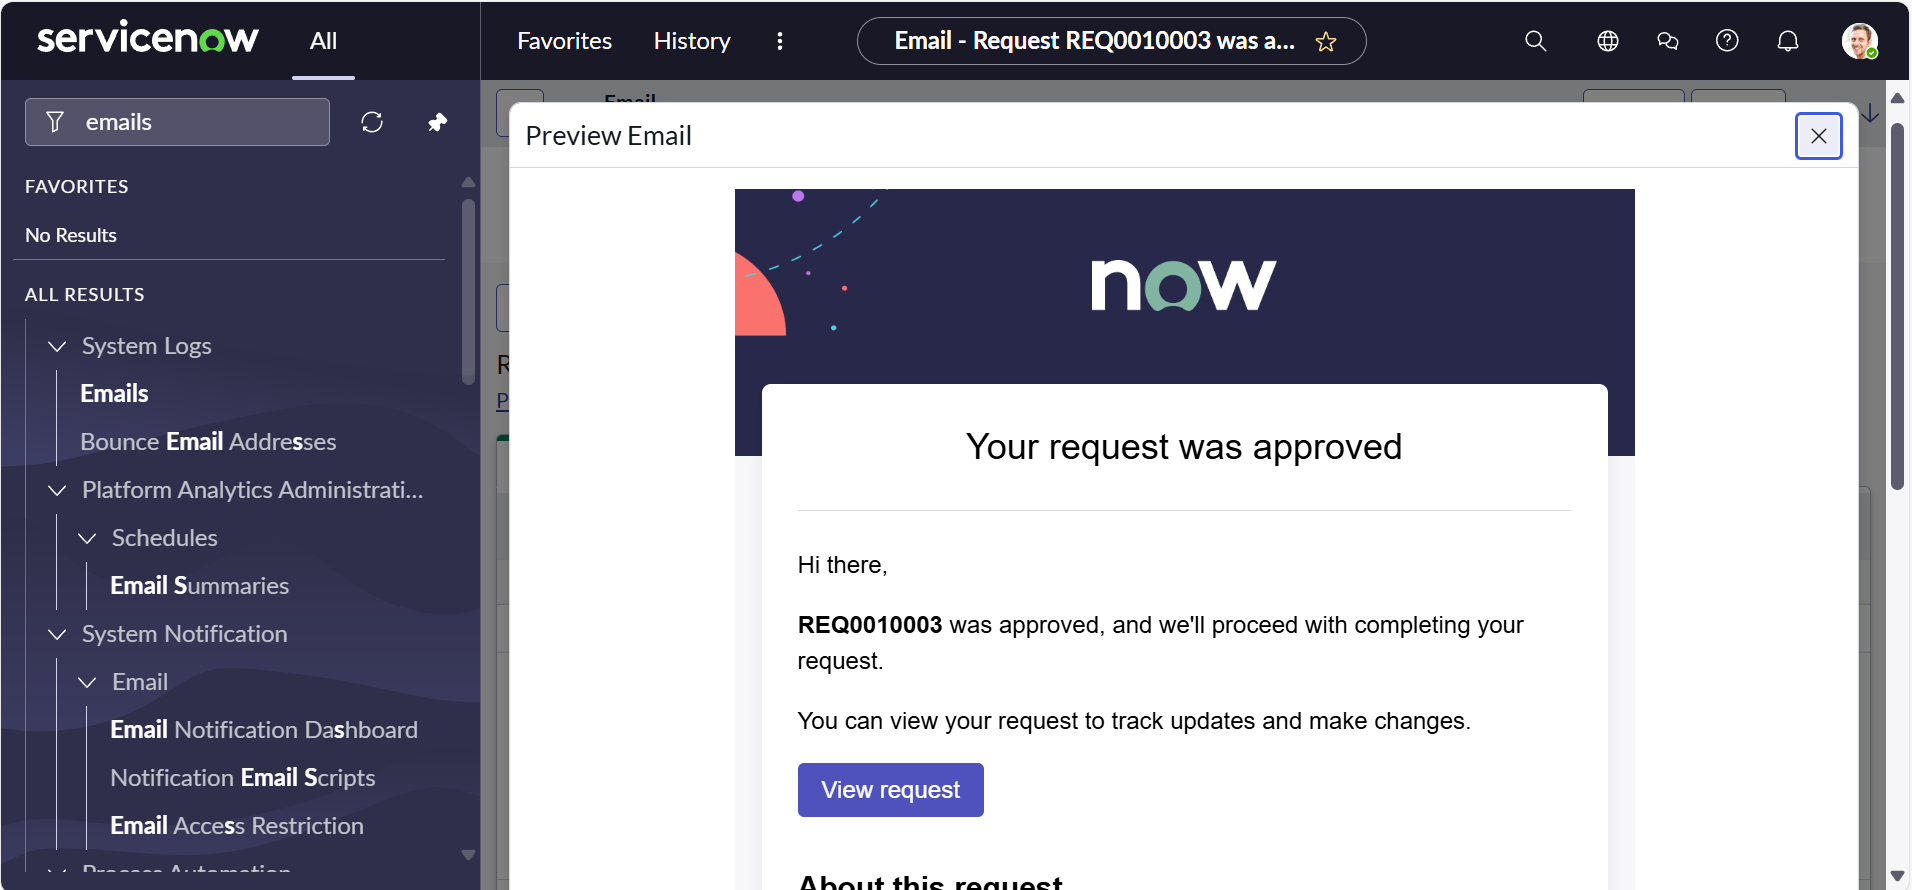 servicenow
All
Favorites
History
Email - Request REQ0010003 was a...
emails
FAVORITES
No Results
ALL RESULTS
System Logs
Emails
Bounce Email Addresses
Platform Analytics Administrati...
Schedules
Email Summaries
System Notification
Email
Email Notification Dashboard
Notification Email Scripts
Email Access Restriction
Process Automation
Email
Preview Email
now
Your request was approved
Hi there,
REQ0010003 was approved, and we'll proceed with completing your
request.
You can view your request to track updates and make changes.
View request
About this request